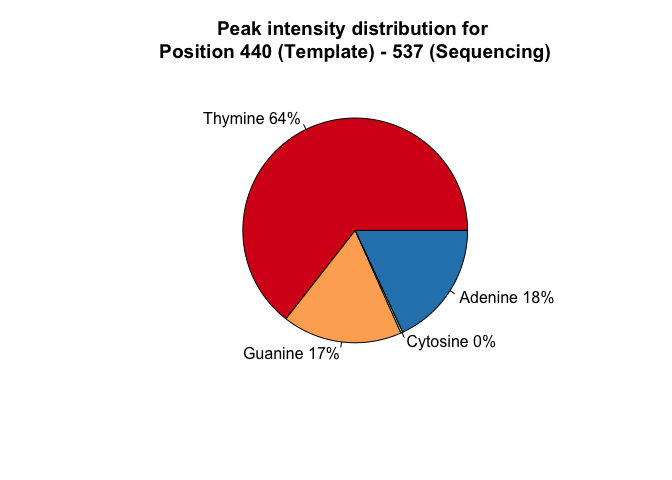 Peak intensity distribution for
Position 440 (Template) - 537 (Sequencing)
Thymine 64%
Adenine 18%
Cytosine 0%
Guanine 17%